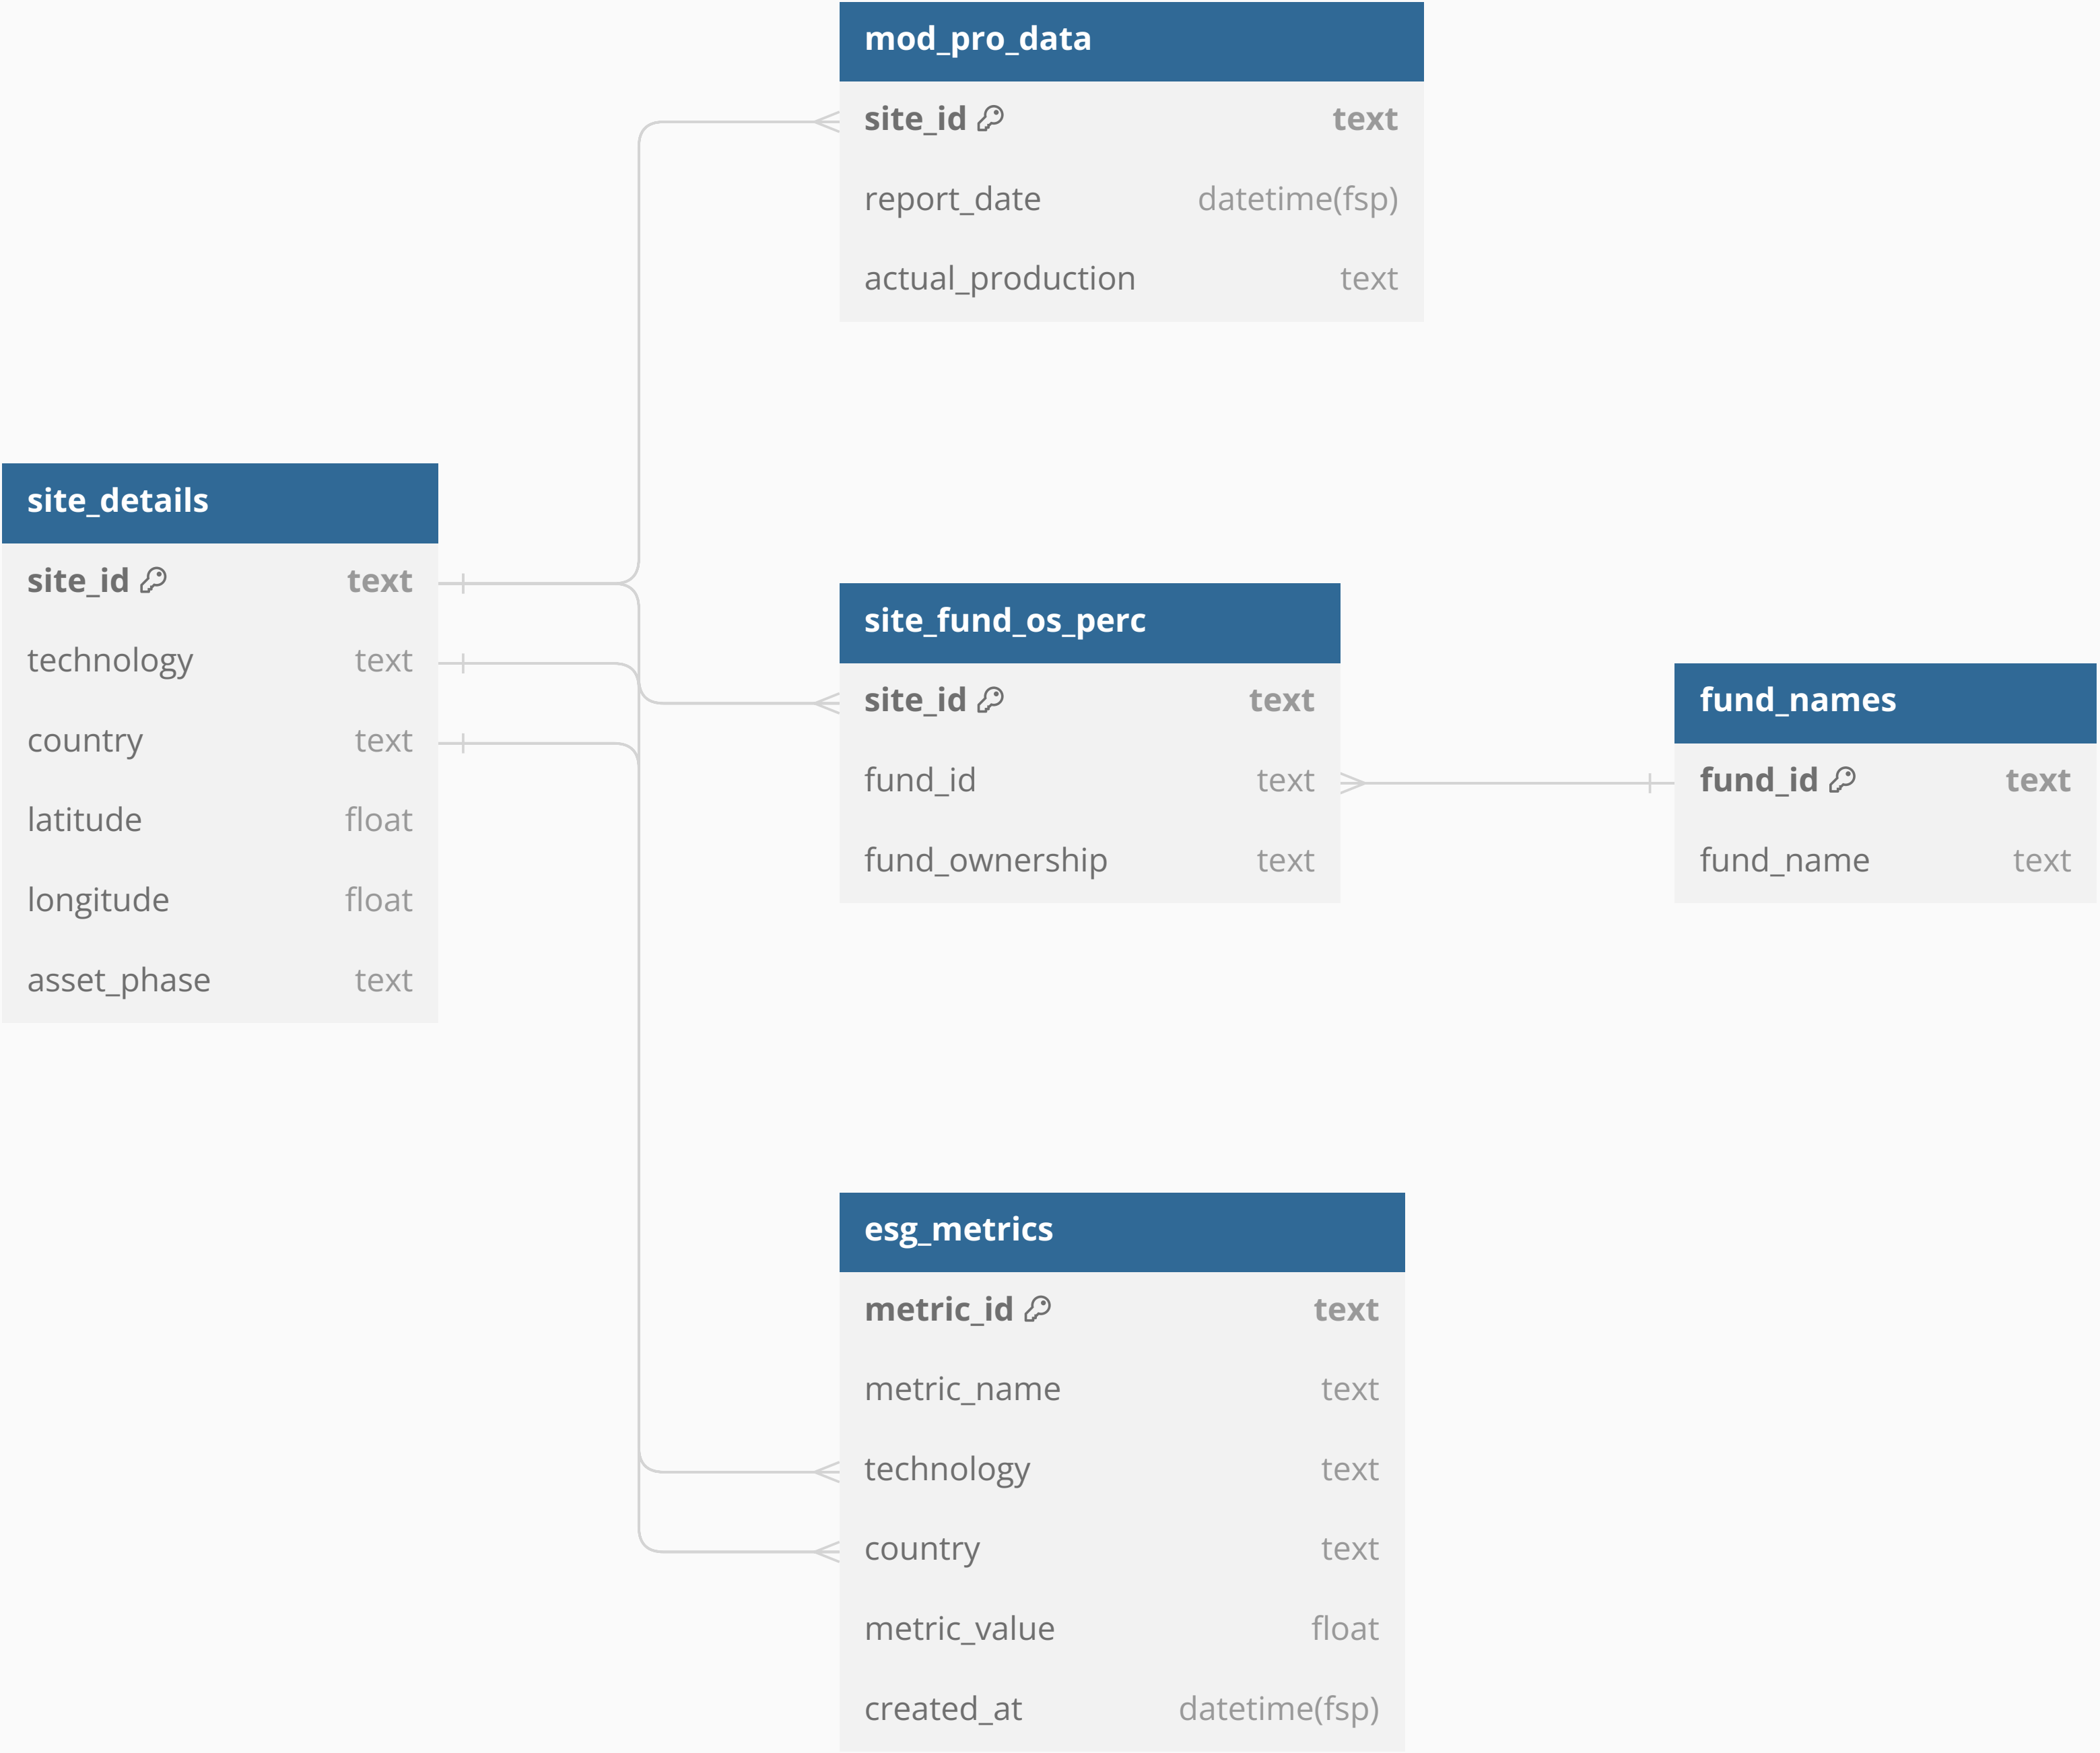 mod_pro_data
site_id text
report_date datetime(fsp)
actual_production text
site_details
site_id text
technology text
country text
latitude float
longitude float
asset_phase text
site_fund_os_perc
site_id text
fund_id text
fund_ownership text
fund_names
fund_id text
fund_name text
esg_metrics
metric_id text
metric_name text
technology text
country text
metric_value float
created_at datetime(fsp)